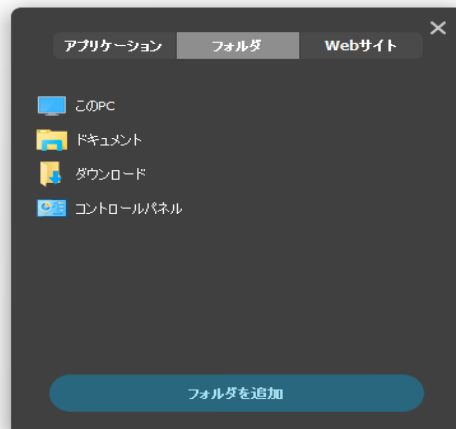 アプリケーション フォルダ Webサイト
このPC
ドキュメント
ダウンロード
コントロールパネル
フォルダを追加